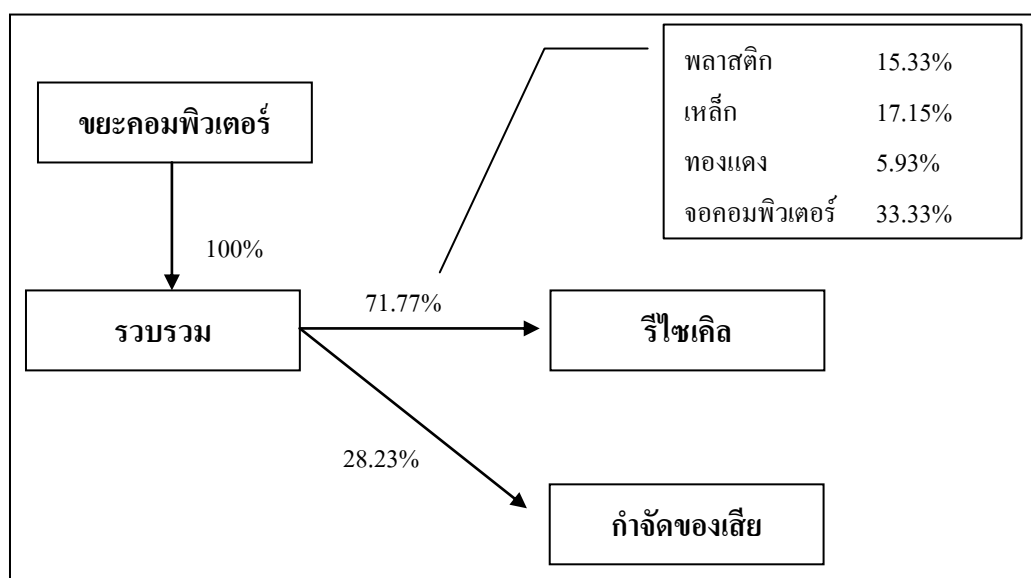 พลาสติก 15.33%
เหล็ก 17.15%
ทองแดง 5.93%
จอคอมพิวเตอร์ 33.33%
ขยะคอมพิวเตอร์
100%
รวบรวม
71.77%
รีไซเคิล
28.23%
กำจัดของเสีย